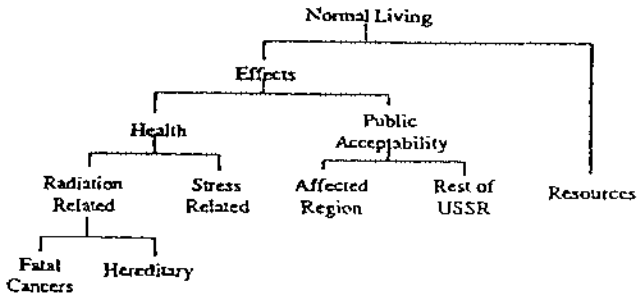 Normal Living
Effects
Health
Public
Acceptability
Radiation
Related
Stress
Related
Affected
Region
Rest of
USSR
Resources
Fatal
Cancers
Hereditary